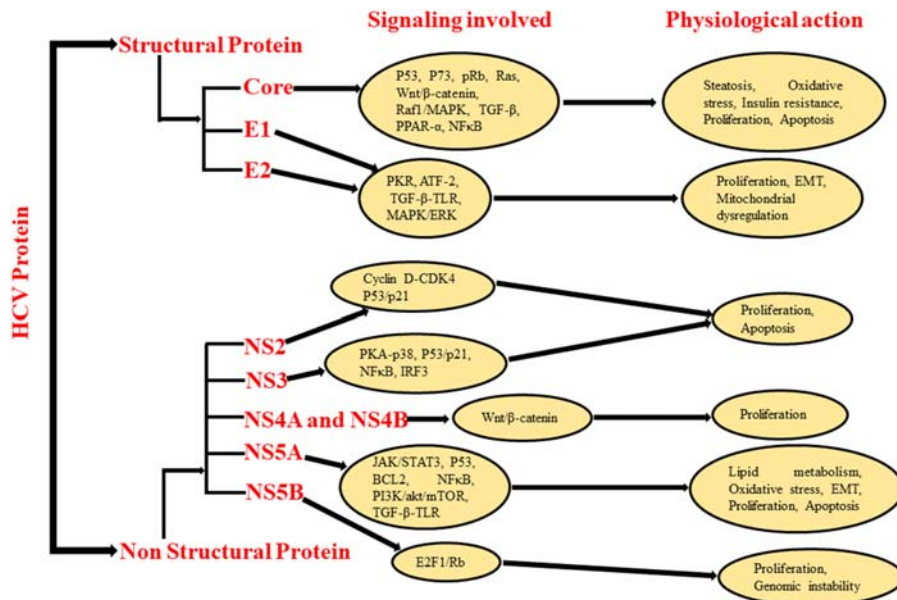 Signaling involved
Physiological action
Structural Protein
Core
P53, P73, pRb, Ras,
Wnt/β-catenin,
Raf1/MAPK, TGF-β,
PPAR-α, NFκB
Steatosis, Oxidative
stress, Insulin resistance,
Proliferation, Apoptosis
E1
E2
PKR, ATF-2,
TGF-β-TLR,
MAPK/ERK
Proliferation, EMT,
Mitochondrial
dysregulation
HCV Protein
Cyclin D-CDK4
P53/p21
Proliferation,
Apoptosis
NS2
NS3
PKA-p38, P53/p21,
NFκB, IRF3
NS4A and NS4B
Wnt/β-catenin
Proliferation
NS5A
JAK/STAT3, P53,
BCL2, NFκB,
PI3K/akt/mTOR,
TGF-β-TLR
Lipid metabolism,
Oxidative stress, EMT,
Proliferation, Apoptosis
NS5B
E2F1/Rb
Proliferation,
Genomic instability
Non Structural Protein